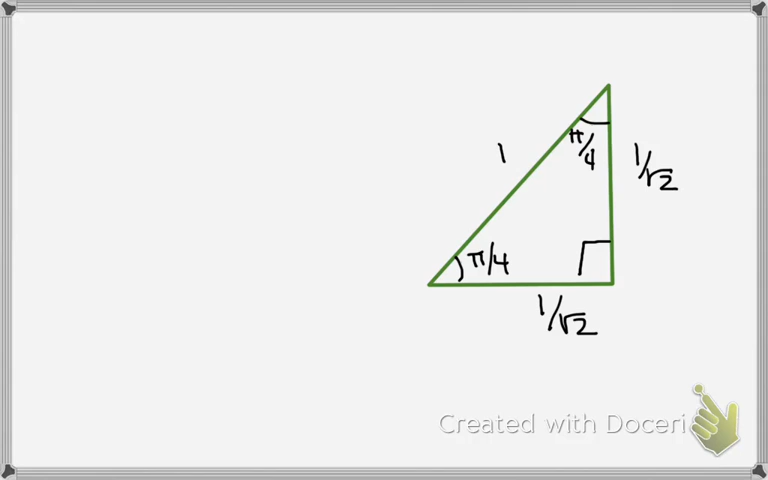 π/4
1
1/√2
π/4
1/√2
Created with Doceri